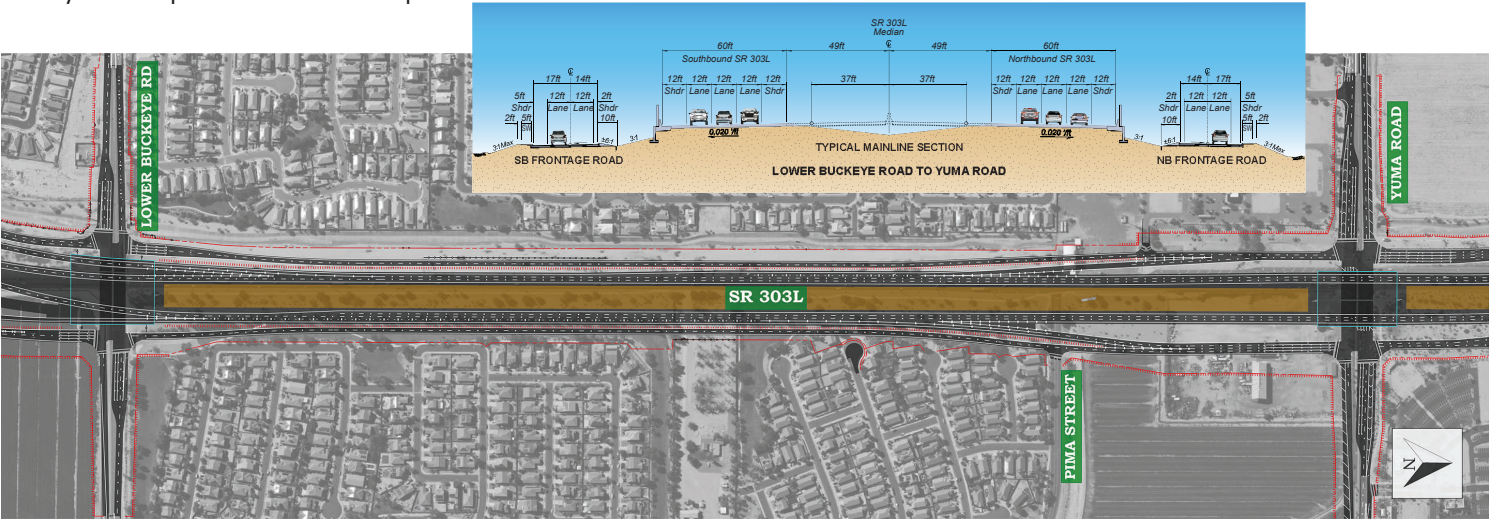 SR 303L
Median
℄
60ft 49ft 49ft 60ft
Southbound SR 303L Northbound SR 303L
℄ ℄
17ft 14ft 12ft 12ft 12ft 12ft 12ft 37ft 37ft 12ft 12ft 12ft 12ft 12ft 14ft 17ft
Shdr Lane Lane Lane Shdr Shdr Lane Lane Lane Shdr
5ft 12ft 12ft 2ft 2ft 12ft 12ft 5ft
Shdr Lane Lane Shdr Shdr Lane Lane Shdr
2ft 5ft 10ft 10ft 5ft 2ft
SW SW
0.020 '/ft 0.020 '/ft
3:1Max ±6:1 3:1 3:1 ±6:1 3:1Max
SB FRONTAGE ROAD TYPICAL MAINLINE SECTION NB FRONTAGE ROAD
LOWER BUCKEYE ROAD TO YUMA ROAD
LOWER BUCKEYE RD
YUMA ROAD
SR 303L
PIMA STREET
N